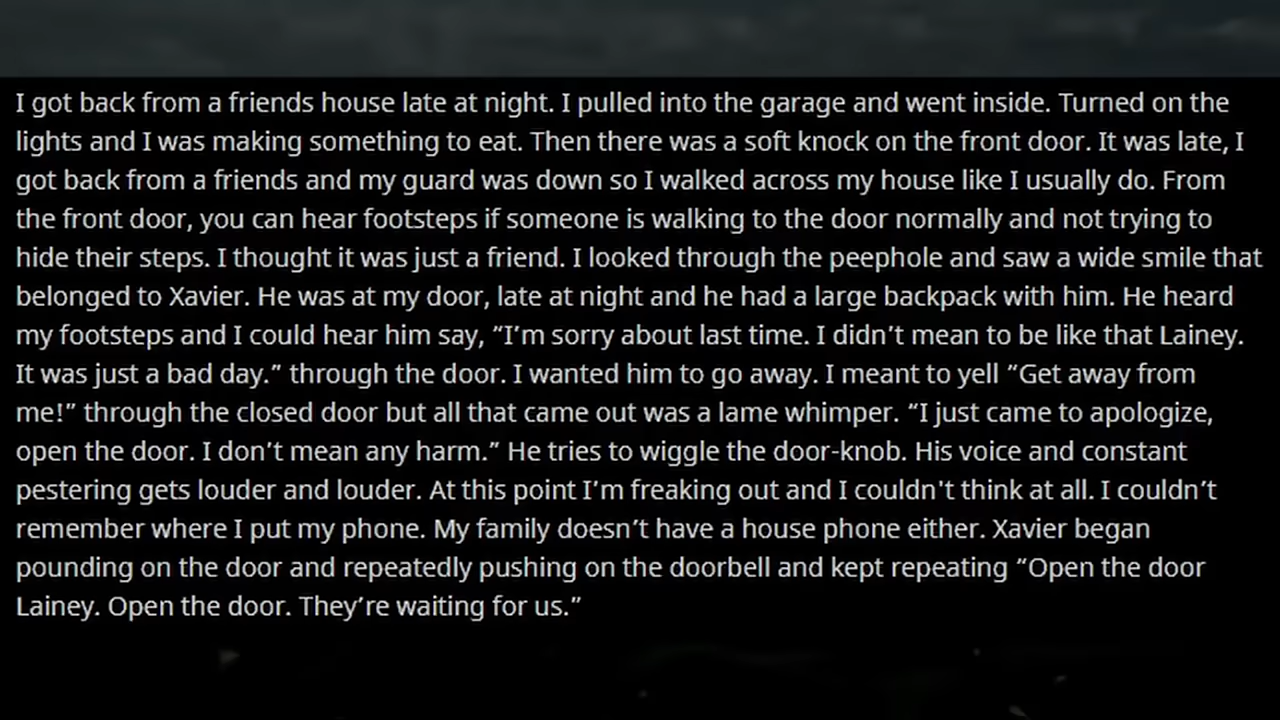 I got back from a friends house late at night. I pulled into the garage and went inside. Turned on the
lights and I was making something to eat. Then there was a soft knock on the front door. It was late, I
got back from a friends and my guard was down so I walked across my house like I usually do. From
the front door, you can hear footsteps if someone is walking to the door normally and not trying to
hide their steps. I thought it was just a friend. I looked through the peephole and saw a wide smile that
belonged to Xavier. He was at my door, late at night and he had a large backpack with him. He heard
my footsteps and I could hear him say, “I’m sorry about last time. I didn’t mean to be like that Lainey.
It was just a bad day.” through the door. I wanted him to go away. I meant to yell “Get away from
me!” through the closed door but all that came out was a lame whimper. “I just came to apologize,
open the door. I don’t mean any harm.” He tries to wiggle the door-knob. His voice and constant
pestering gets louder and louder. At this point I’m freaking out and I couldn't think at all. I couldn’t
remember where I put my phone. My family doesn’t have a house phone either. Xavier began
pounding on the door and repeatedly pushing on the doorbell and kept repeating “Open the door
Lainey. Open the door. They’re waiting for us.”